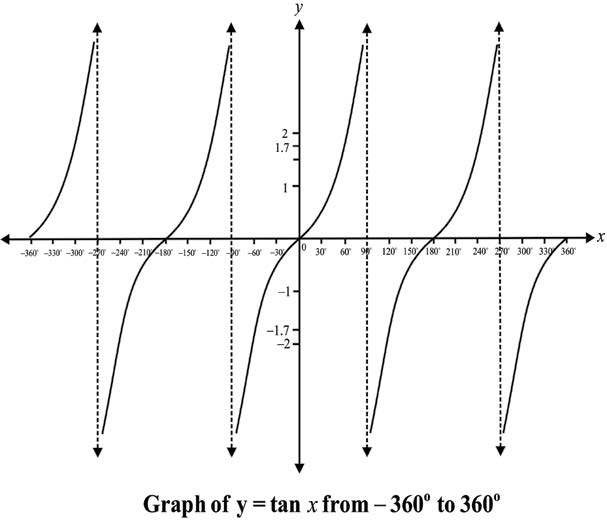 y
2
1.7
1
x
-360° -330° -300° -270° -240° -210° -180° -150° -120° -90° -60° -30° 0 30° 60° 90° 120° 150° 180° 210° 240° 260° 300° 330° 360°
-1
-1.7
-2
Graph of y = tan x from – 360° to 360°